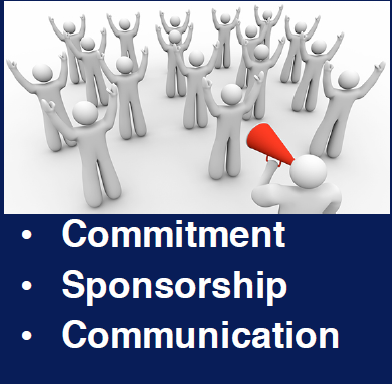 • Commitment
• Sponsorship
• Communication